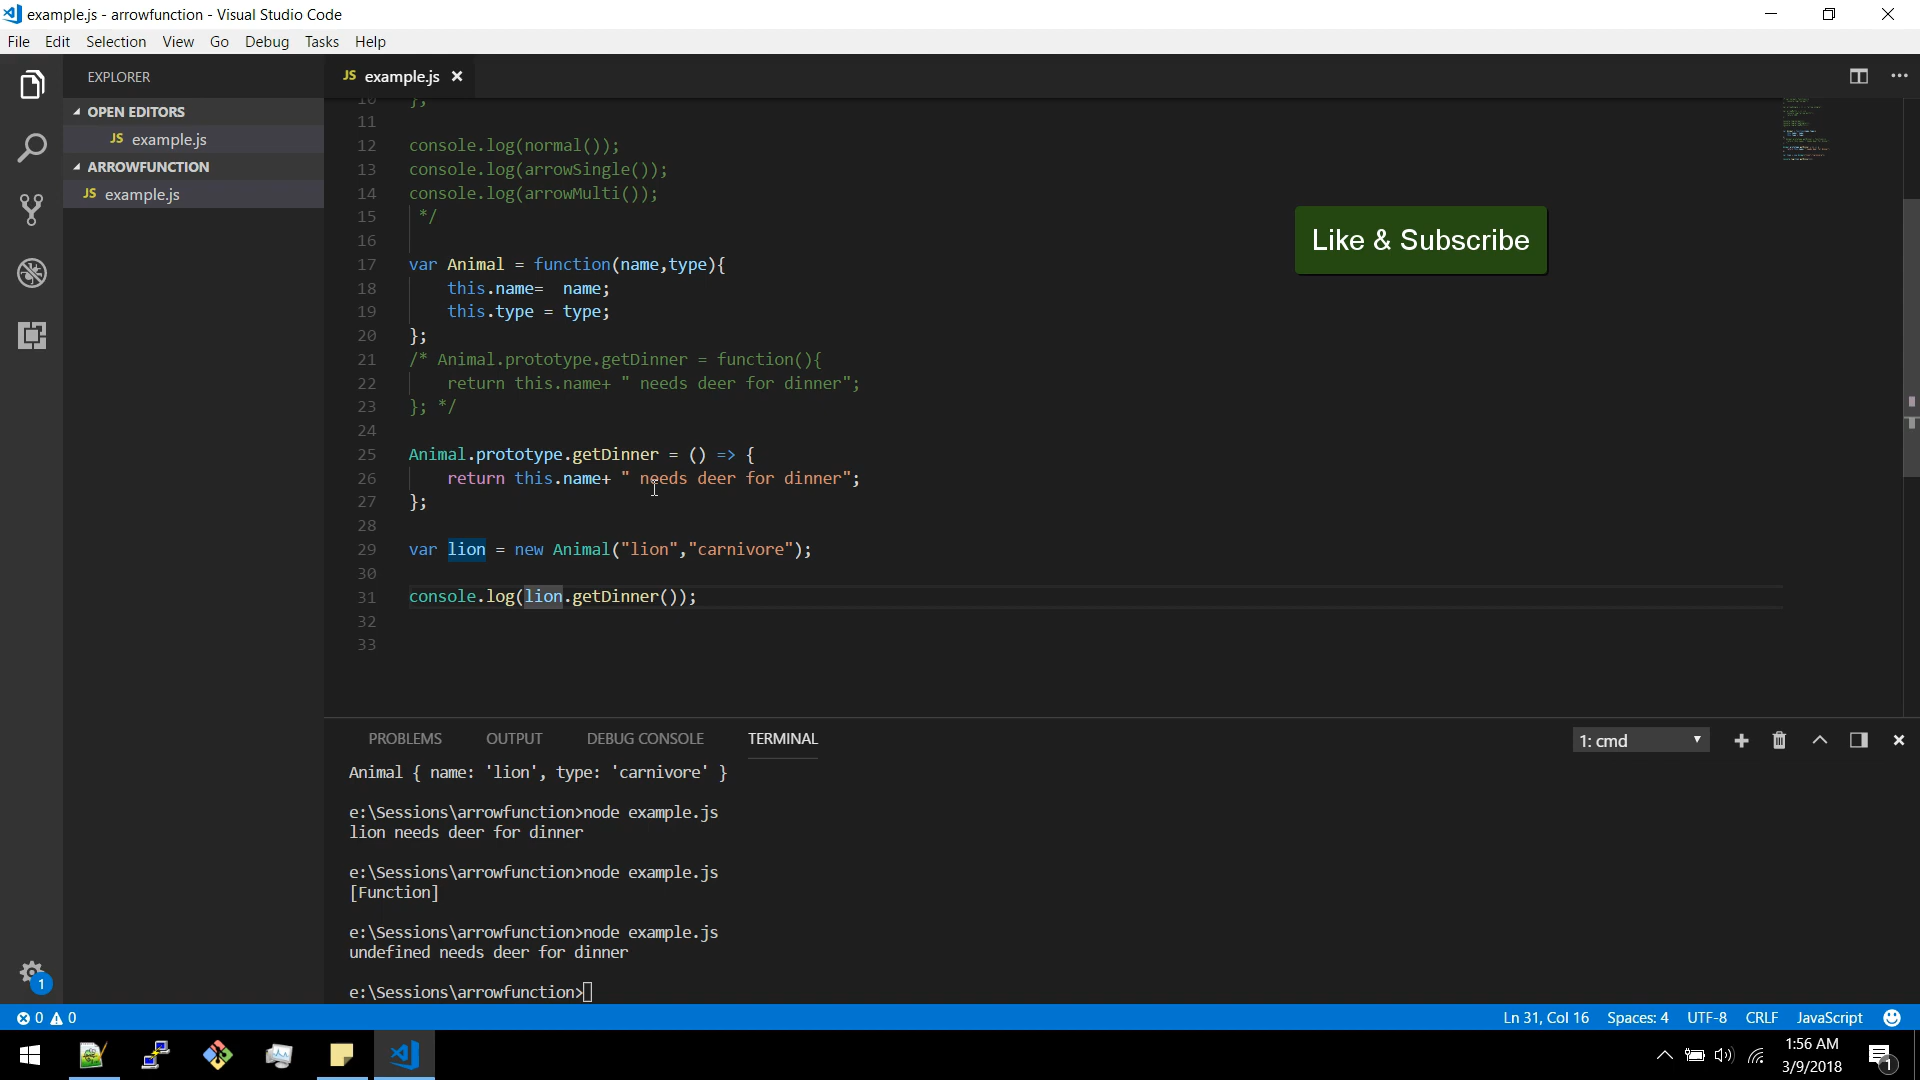 example.js - arrowfunction - Visual Studio Code
File Edit Selection View Go Debug Tasks Help
EXPLORER
JS example.js
OPEN EDITORS
JS example.js
ARROWFUNCTION
JS example.js
10 };
11
12 console.log(normal());
13 console.log(arrowSingle());
14 console.log(arrowMulti());
15 */
16
17 var Animal = function(name,type){
18 this.name=  name;
19 this.type = type;
20 };
21 /* Animal.prototype.getDinner = function(){
22 return this.name+ " needs deer for dinner";
23 }; */
24
25 Animal.prototype.getDinner = () => {
26 return this.name+ " needs deer for dinner";
27 };
28
29 var lion = new Animal("lion","carnivore");
30
31 console.log(lion.getDinner());
32
33
Like & Subscribe
PROBLEMS OUTPUT DEBUG CONSOLE TERMINAL
1: cmd
Animal { name: 'lion', type: 'carnivore' }
e:\Sessions\arrowfunction>node example.js
lion needs deer for dinner
e:\Sessions\arrowfunction>node example.js
[Function]
e:\Sessions\arrowfunction>node example.js
undefined needs deer for dinner
e:\Sessions\arrowfunction>
1
0 0
Ln 31, Col 16 Spaces: 4 UTF-8 CRLF JavaScript
1:56 AM
3/9/2018
1